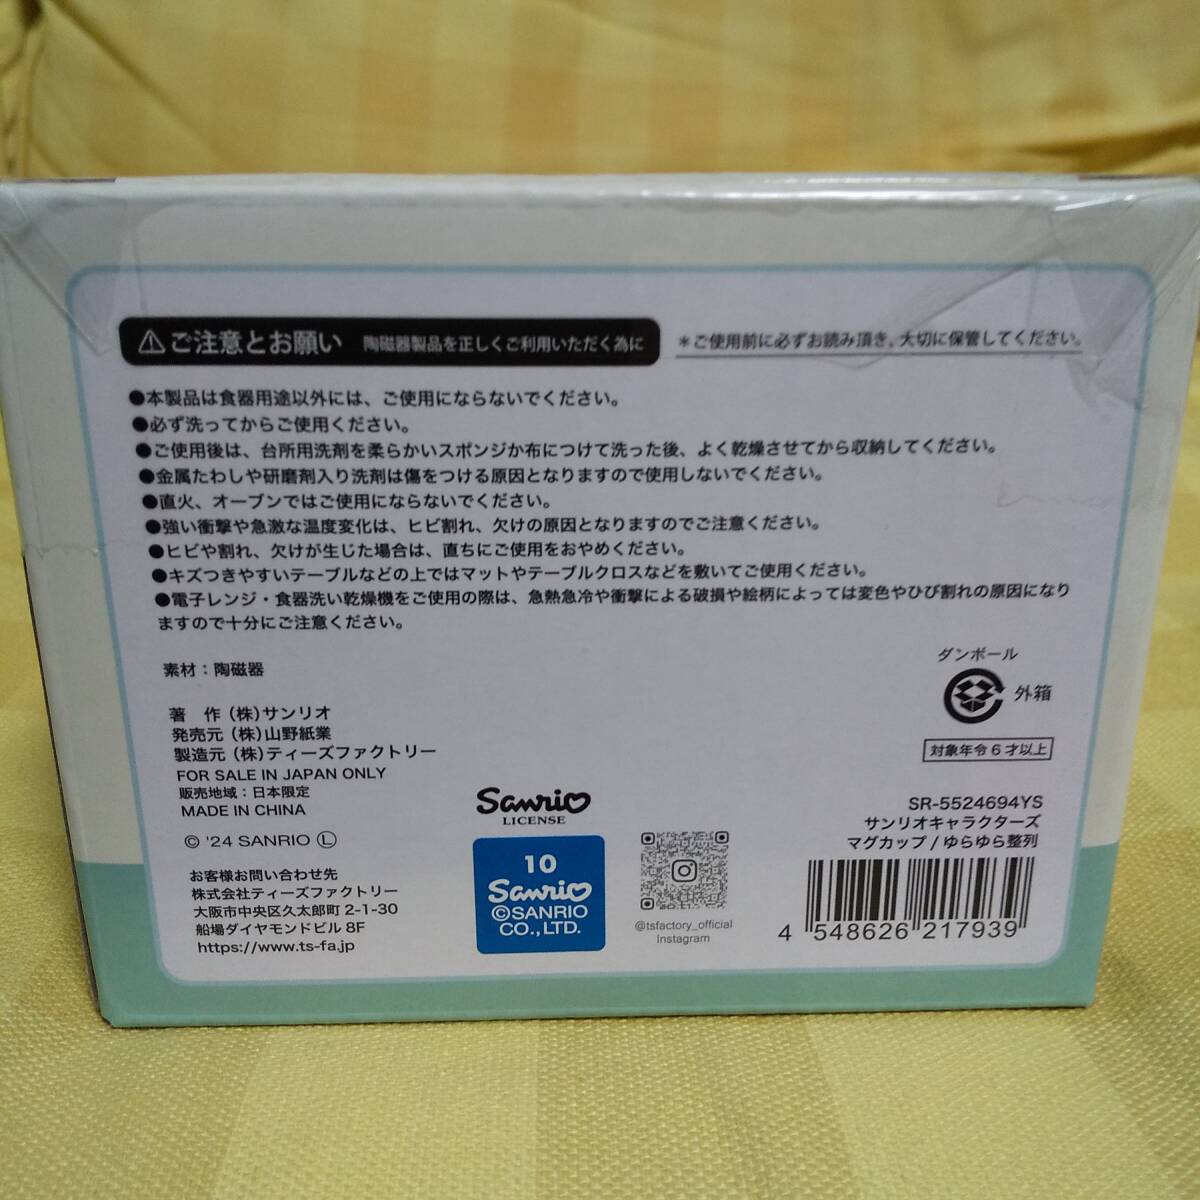 ⚠ご注意とお願い 陶磁器製品を正しくご利用いただく為に
＊ご使用前に必ずお読み頂き、大切に保管してください。
●本製品は食器用途以外には、ご使用にならないでください。
●必ず洗ってからご使用ください。
●ご使用後は、台所用洗剤を柔らかいスポンジか布につけて洗った後、よく乾燥させてから収納してください。
●金属たわしや研磨剤入り洗剤は傷をつける原因となりますので使用しないでください。
●直火、オーブンではご使用にならないでください。
●強い衝撃や急激な温度変化は、ヒビ割れ、欠けの原因となりますのでご注意ください。
●ヒビや割れ、欠けが生じた場合は、直ちにご使用をおやめください。
●キズつきやすいテーブルなどの上ではマットやテーブルクロスなどを敷いてご使用ください。
●電子レンジ・食器洗い乾燥機をご使用の際は、急熱急冷や衝撃による破損や絵柄によっては変色やひび割れの原因になり
ますので十分にご注意ください。
素材：陶磁器
著　作（株）サンリオ
発売元（株）山野紙業
製造元（株）ティーズファクトリー
FOR SALE IN JAPAN ONLY
販売地域：日本限定
MADE IN CHINA
© '24 SANRIO Ⓛ
お客様お問い合わせ先
株式会社ティーズファクトリー
大阪市中央区久太郎町 2-1-30
船場ダイヤモンドビル 8F
https://www.ts-fa.jp
Sanrio
LICENSE
10
Sanrio
©SANRIO
CO.,LTD.
@tsfactory_official
Instagram
ダンボール
外箱
対象年令６才以上
SR-5524694YS
サンリオキャラクターズ
マグカップ / ゆらゆら整列
4 548626 217939